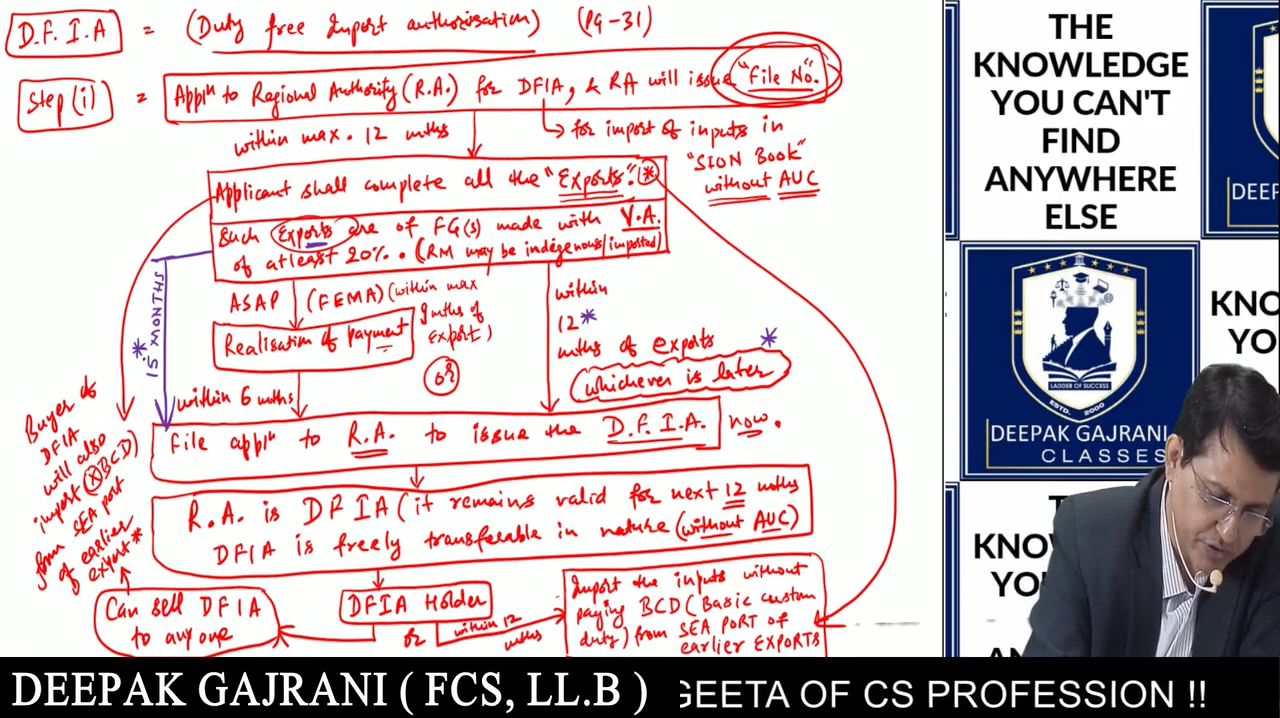 D.F.I.A = (Duty free Import authorisation) (Pg-31)
Step (i) = Applⁿ to Regional Authority (R.A.) for DFIA, & RA will issue "File No".
within max. 12 mths
for import of inputs in
"SION Book"
without AUC
Applicant shall complete all the "Exports". *
Such exports are of FG(s) made with V.A.
of atleast 20%. (RM may be indigenous/imported)
15 MONTHS
*
ASAP (FEMA) (within max
9 mths of
export)
Realisation of payment
or
within
12*
mths of exports *
whichever is later
within 6 mths
File applⁿ to R.A. to issue the D.F.I.A. now.
Buyer of
DFIA
will also
import (X) BCD)
from SEA port
of earlier
export *
R.A. is DFIA (it remains valid for next 12 mths
DFIA is freely transferable in nature (without AUC)
Can sell DFIA
to any one
DFIA Holder
or
within 12
mths
Import the inputs without
paying BCD (Basic custom
duty) from SEA PORT of
earlier EXPORTS
THE
KNOWLEDGE
YOU CAN'T
FIND
ANYWHERE
ELSE
DEEP
LADDER OF SUCCESS
ESTD. 2000
DEEPAK GAJRANI
CLASSES
KNO
YO
KNO
YO
AN
DEEPAK GAJRANI ( FCS, LL.B )
GEETA OF CS PROFESSION !!